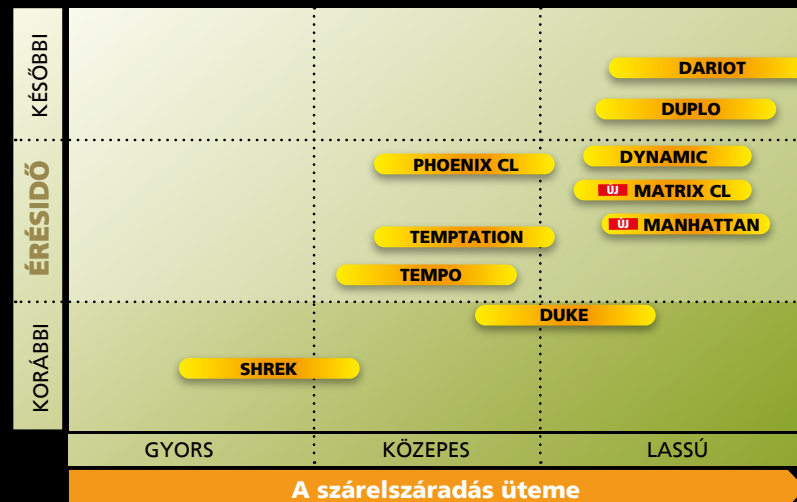 KÉSŐBBI
ÉRÉSIDŐ
KORÁBBI
DARIOT
DUPLO
DYNAMIC
PHOENIX CL
ÚJ MATRIX CL
ÚJ MANHATTAN
TEMPTATION
TEMPO
DUKE
SHREK
GYORS
KÖZEPES
LASSÚ
A szárelszáradás üteme